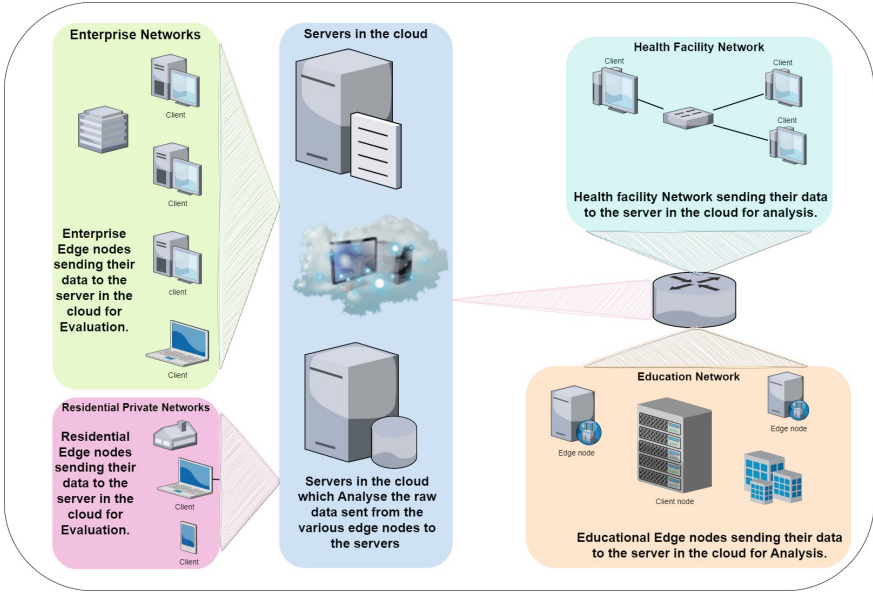 Enterprise Networks
Client
Client
Enterprise
Edge nodes
sending their
data to the
server in the
cloud for
Evaluation.
Client
Client
Residential Private Networks
Residential
Edge nodes
sending their
data to the
server in the
cloud for
Evaluation.
Client
Client
Servers in the cloud
Servers in the cloud
which Analyse the raw
data sent from the
various edge nodes to
the servers
Health Facility Network
Client
Client
Client
Health facility Network sending their data
to the server in the cloud for analysis.
Education Network
Edge node
Edge node
Client node
Educational Edge nodes sending their data
to the server in the cloud for Analysis.